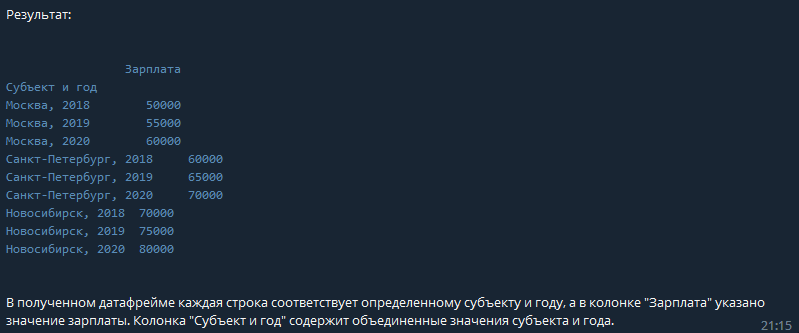 Результат:
Зарплата
Субъект и год
Москва, 2018 50000
Москва, 2019 55000
Москва, 2020 60000
Санкт-Петербург, 2018 60000
Санкт-Петербург, 2019 65000
Санкт-Петербург, 2020 70000
Новосибирск, 2018 70000
Новосибирск, 2019 75000
Новосибирск, 2020 80000
В полученном датафрейме каждая строка соответствует определенному субъекту и году, а в колонке "Зарплата" указано
значение зарплаты. Колонка "Субъект и год" содержит объединенные значения субъекта и года.
21:15